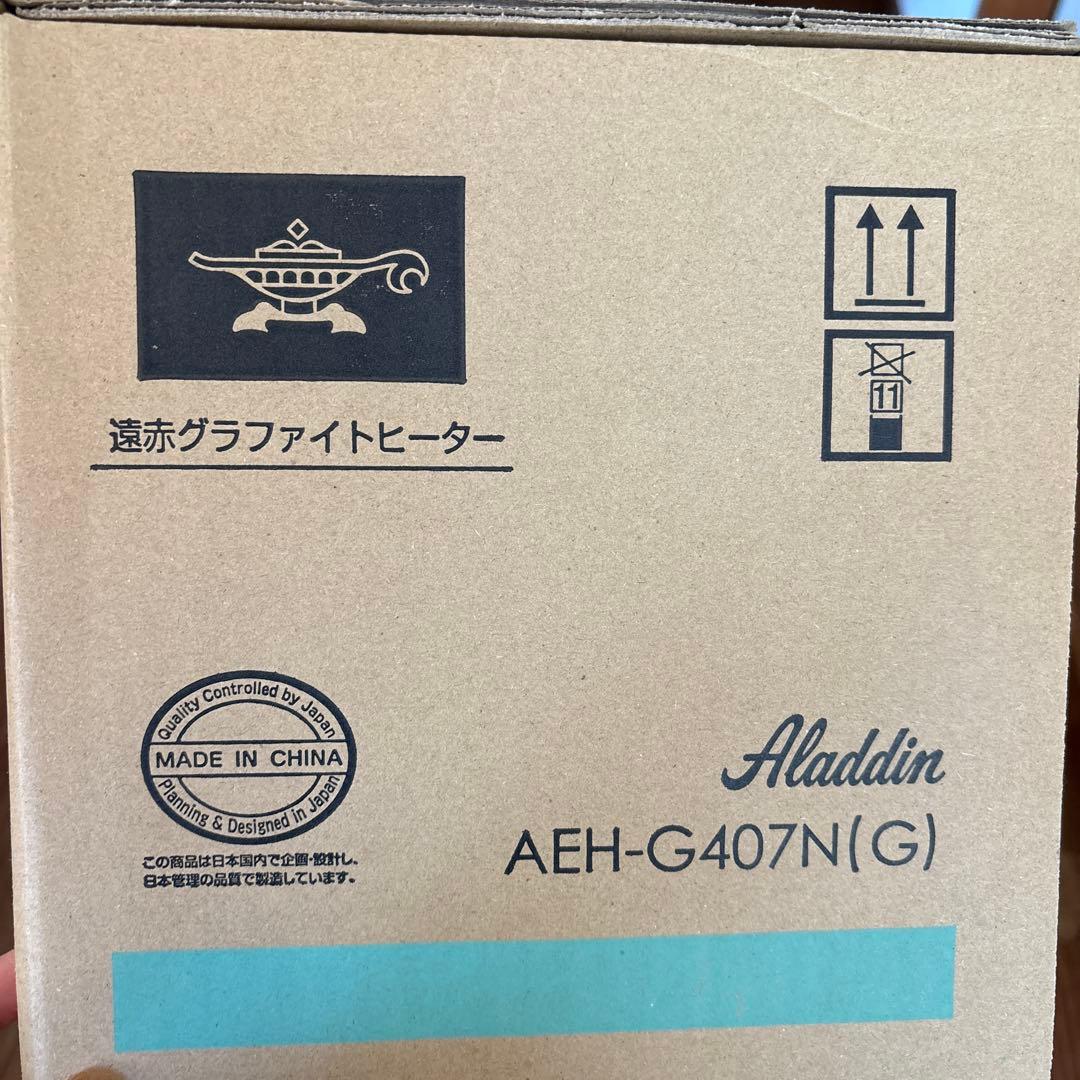 遠赤グラファイトヒーター
11
Quality Controlled by Japan
MADE IN CHINA
Planning & Designed in Japan
この商品は日本国内で企画・設計し、
日本管理の品質で製造しています。
Aladdin
AEH-G407N(G)